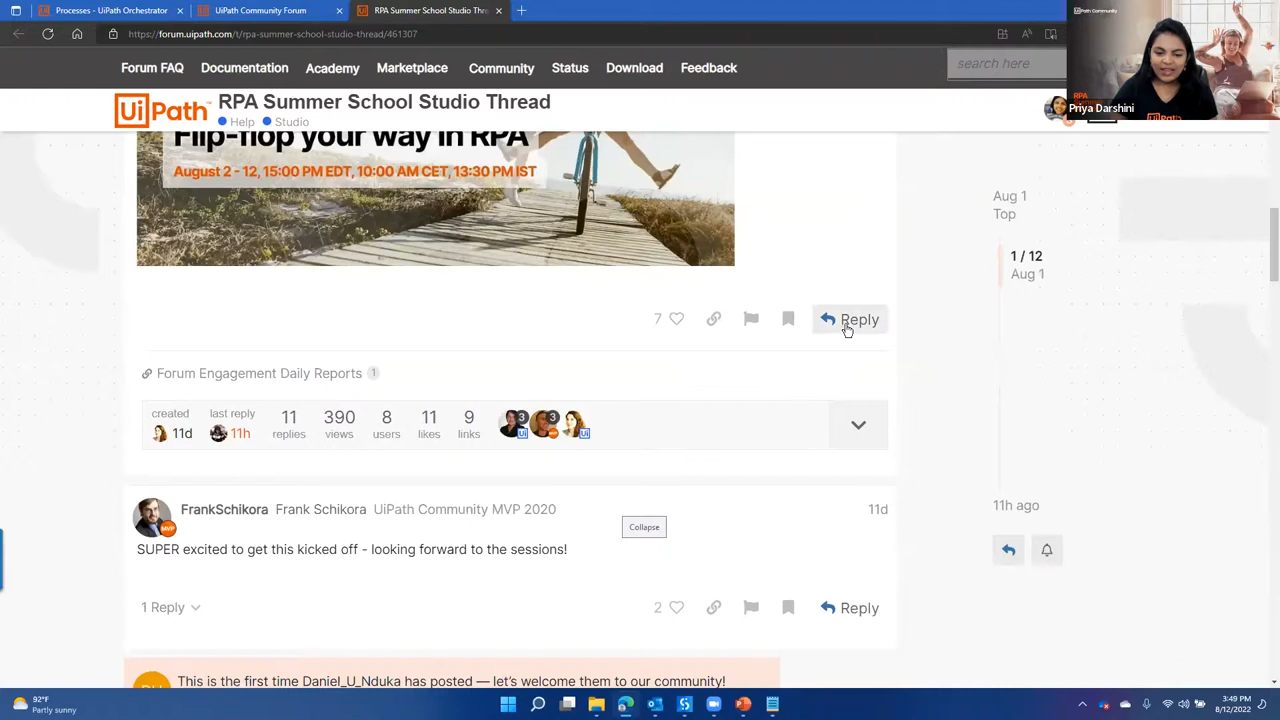 Processes - UiPath Orchestrator
UiPath Community Forum
RPA Summer School Studio Thread
https://forum.uipath.com/t/rpa-summer-school-studio-thread/461307
UiPath Community
Forum FAQ Documentation Academy Marketplace Community Status Download Feedback
search here
RPA
Priya Darshini
UiPath
UiPath
RPA Summer School Studio Thread
Help Studio
Flip-flop your way in RPA
August 2 - 12, 15:00 PM EDT, 10:00 AM CET, 13:30 PM IST
Aug 1
Top
1 / 12
Aug 1
11h ago
7 Reply
Forum Engagement Daily Reports 1
created last reply 11 390 8 11 9 3 3
11d 11h replies views users likes links
FrankSchikora Frank Schikora UiPath Community MVP 2020 11d
Collapse
SUPER excited to get this kicked off - looking forward to the sessions!
1 Reply 2 Reply
This is the first time Daniel_U_Nduka has posted — let's welcome them to our community!
92°F
Partly sunny
3:49 PM
8/12/2022